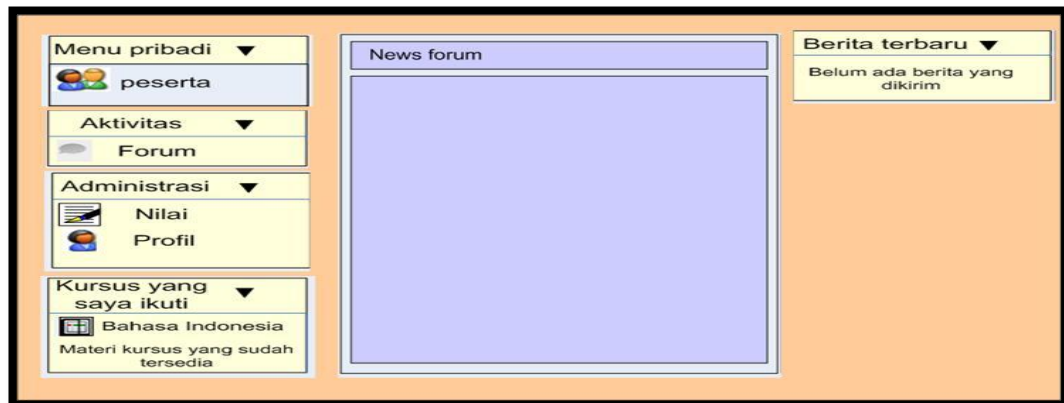 Menu pribadi
peserta
Aktivitas
Forum
Administrasi
Nilai
Profil
Kursus yang
saya ikuti
Bahasa Indonesia
Materi kursus yang sudah
tersedia
News forum
Berita terbaru
Belum ada berita yang
dikirim